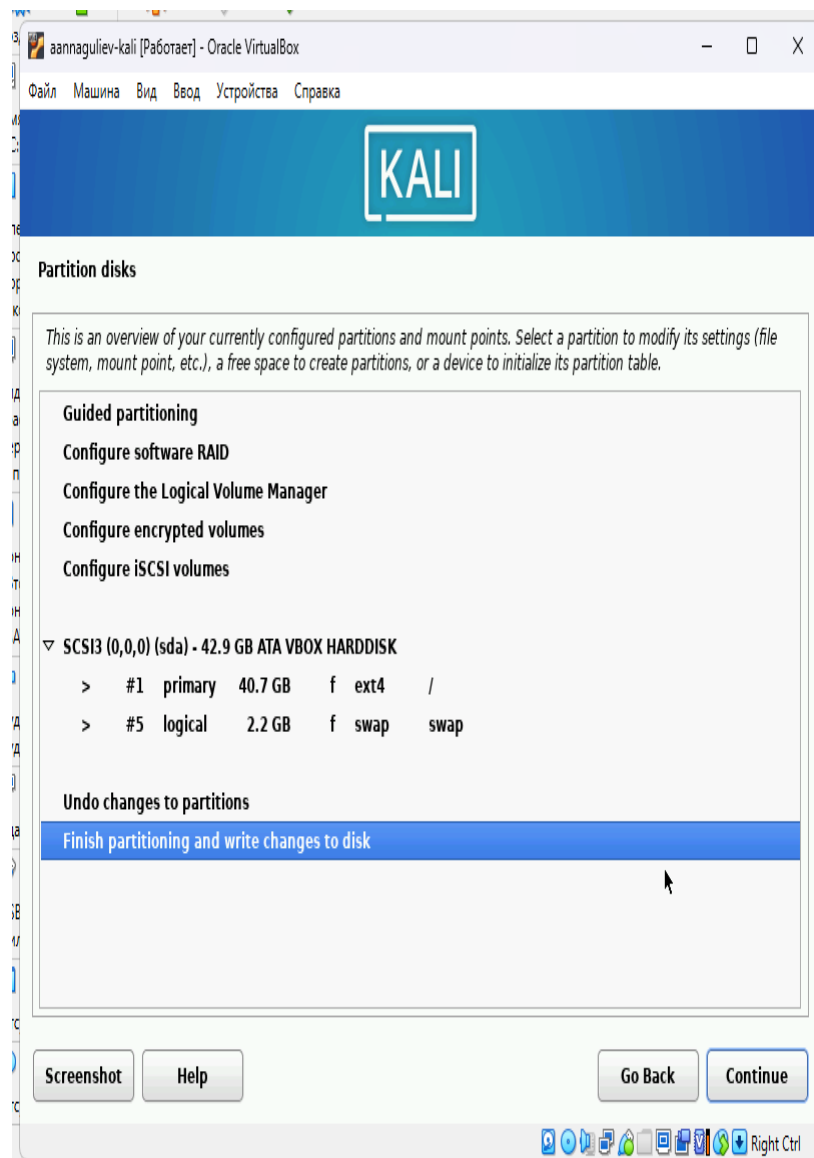 aannaguliev-kali [Работает] - Oracle VirtualBox
Файл Машина Вид Ввод Устройства Справка
KALI
Partition disks
This is an overview of your currently configured partitions and mount points. Select a partition to modify its settings (file
system, mount point, etc.), a free space to create partitions, or a device to initialize its partition table.
Guided partitioning
Configure software RAID
Configure the Logical Volume Manager
Configure encrypted volumes
Configure iSCSI volumes
SCSI3 (0,0,0) (sda) - 42.9 GB ATA VBOX HARDDISK
> #1 primary 40.7 GB f ext4 /
> #5 logical 2.2 GB f swap swap
Undo changes to partitions
Finish partitioning and write changes to disk
Screenshot Help Go Back Continue
Right Ctrl